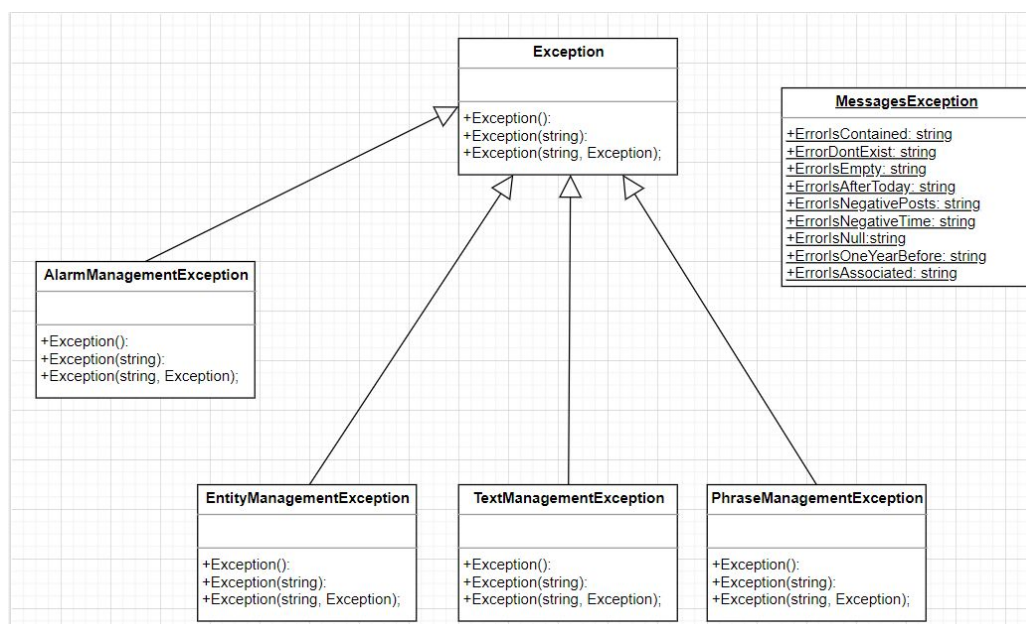 Exception
+Exception():
+Exception(string):
+Exception(string, Exception);
MessagesException
+ErrorIsContained: string
+ErrorDontExist: string
+ErrorIsEmpty: string
+ErrorIsAfterToday: string
+ErrorIsNegativePosts: string
+ErrorIsNegativeTime: string
+ErrorIsNull:string
+ErrorIsOneYearBefore: string
+ErrorIsAssociated: string
AlarmManagementException
+Exception():
+Exception(string):
+Exception(string, Exception);
EntityManagementException
+Exception():
+Exception(string):
+Exception(string, Exception);
TextManagementException
+Exception():
+Exception(string):
+Exception(string, Exception);
PhraseManagementException
+Exception():
+Exception(string):
+Exception(string, Exception);